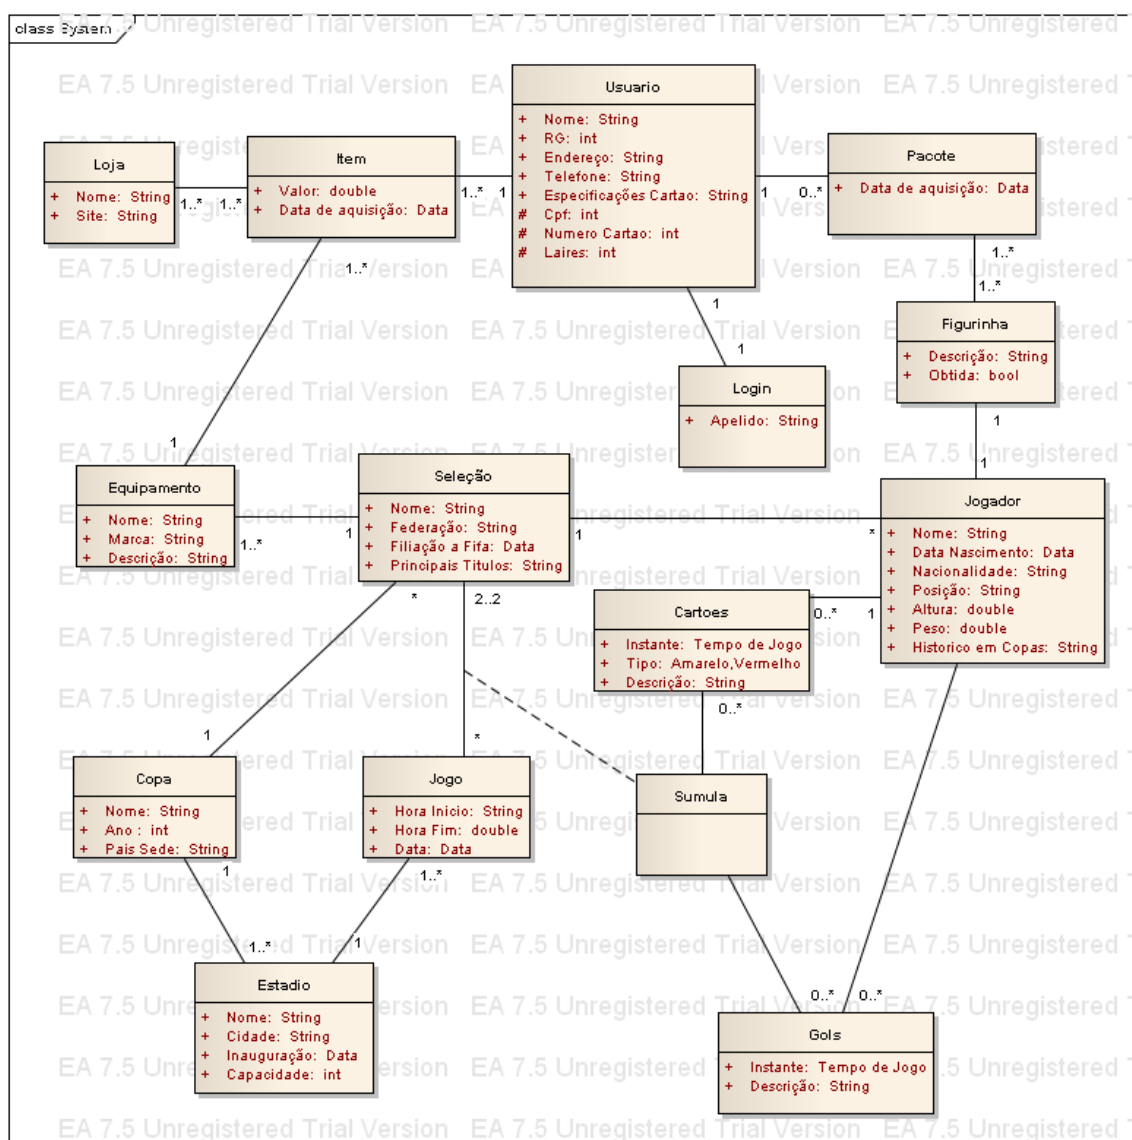 class System
EA 7.5 Unregistered Trial Version
Usuario
+ Nome: String
+ RG: int
+ Endereço: String
+ Telefone: String
+ Especificações Cartao: String
# Cpf: int
# Numero Cartao: int
# Laires: int
Loja
+ Nome: String
+ Site: String
1..* 1..*
Item
+ Valor: double
+ Data de aquisição: Data
1..* 1
1..*
Pacote
+ Data de aquisição: Data
1 0..*
1..*
1..*
Figurinha
+ Descrição: String
+ Obtida: bool
1
1
1
1
Login
+ Apelido: String
1
Equipamento
+ Nome: String
+ Marca: String
+ Descrição: String
1..* 1
Seleção
+ Nome: String
+ Federação: String
+ Filiação a Fifa: Data
+ Principais Titulos: String
1 *
Jogador
+ Nome: String
+ Data Nascimento: Data
+ Nacionalidade: String
+ Posição: String
+ Altura: double
+ Peso: double
+ Historico em Copas: String
* 2..2
Cartoes
+ Instante: Tempo de Jogo
+ Tipo: Amarelo,Vermelho
+ Descrição: String
0..* 1
0..*
1 *
Copa
+ Nome: String
+ Ano : int
+ Pais Sede: String
Jogo
+ Hora Inicio: String
+ Hora Fim: double
+ Data: Data
Sumula
1 1..*
1..* 1
Estadio
+ Nome: String
+ Cidade: String
+ Inauguração: Data
+ Capacidade: int
0..* 0..*
Gols
+ Instante: Tempo de Jogo
+ Descrição: String